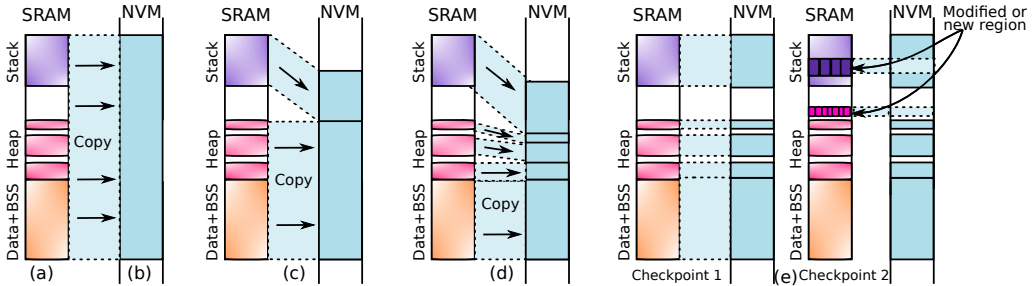 SRAM NVM
Stack
Heap
Data+BSS
Copy
(a) (b)
SRAM NVM
Stack
Heap
Data+BSS
Copy
(c)
SRAM NVM
Stack
Heap
Data+BSS
Copy
(d)
SRAM NVM
Stack
Heap
Data+BSS
Checkpoint 1
(e)
SRAM NVM
Modified or
new region
Stack
Heap
Data+BSS
Checkpoint 2